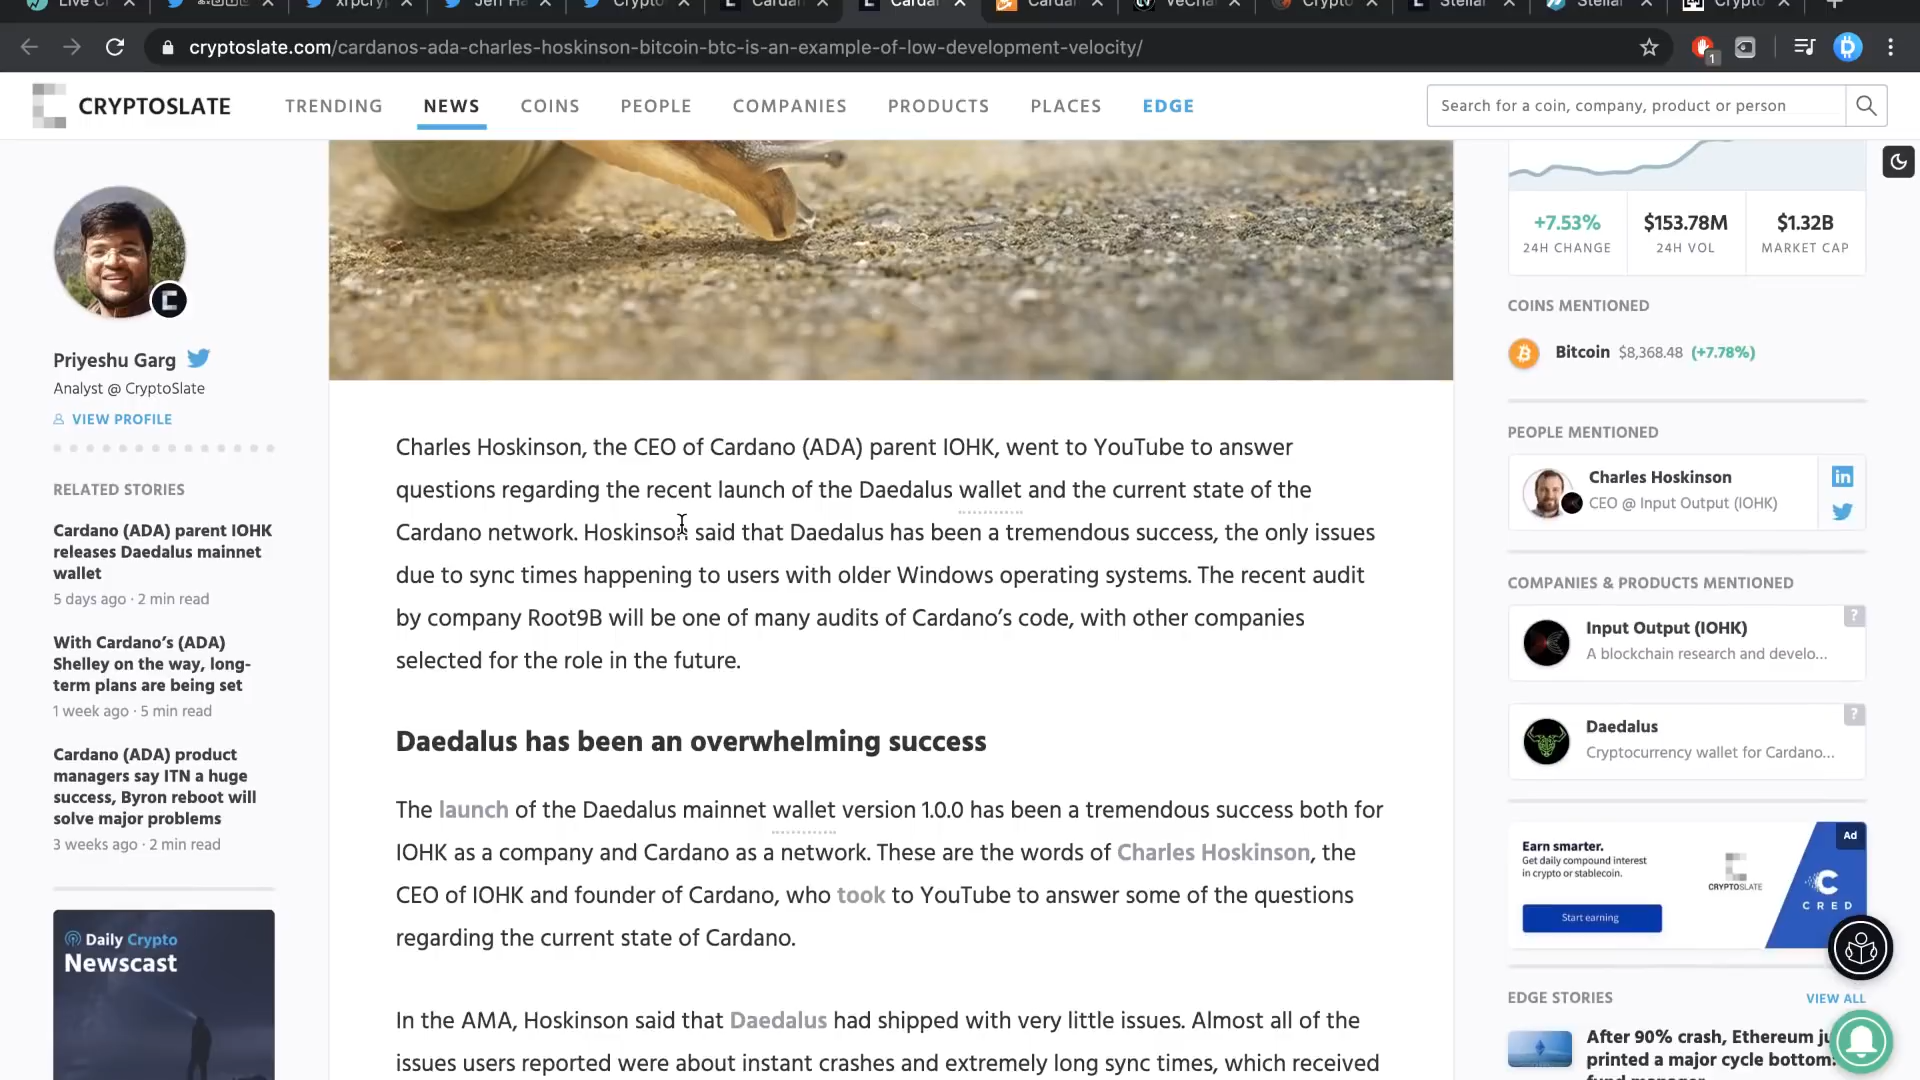 Live C
xrpcry
Jeff Ha
Crypto
Cardan
Cardar
Cardan
VeChai
Crypto
Stellar
Stellar
Crypto
cryptoslate.com/cardanos-ada-charles-hoskinson-bitcoin-btc-is-an-example-of-low-development-velocity/
1
CRYPTOSLATE
TRENDING NEWS COINS PEOPLE COMPANIES PRODUCTS PLACES EDGE
Search for a coin, company, product or person
Priyeshu Garg
Analyst @ CryptoSlate
VIEW PROFILE
RELATED STORIES
Cardano (ADA) parent IOHK
releases Daedalus mainnet
wallet
5 days ago · 2 min read
With Cardano’s (ADA)
Shelley on the way, long-
term plans are being set
1 week ago · 5 min read
Cardano (ADA) product
managers say ITN a huge
success, Byron reboot will
solve major problems
3 weeks ago · 2 min read
Daily Crypto
Newscast
Charles Hoskinson, the CEO of Cardano (ADA) parent IOHK, went to YouTube to answer
questions regarding the recent launch of the Daedalus wallet and the current state of the
Cardano network. Hoskinson said that Daedalus has been a tremendous success, the only issues
due to sync times happening to users with older Windows operating systems. The recent audit
by company Root9B will be one of many audits of Cardano’s code, with other companies
selected for the role in the future.
Daedalus has been an overwhelming success
The launch of the Daedalus mainnet wallet version 1.0.0 has been a tremendous success both for
IOHK as a company and Cardano as a network. These are the words of Charles Hoskinson, the
CEO of IOHK and founder of Cardano, who took to YouTube to answer some of the questions
regarding the current state of Cardano.
In the AMA, Hoskinson said that Daedalus had shipped with very little issues. Almost all of the
issues users reported were about instant crashes and extremely long sync times, which received
+7.53% $153.78M $1.32B
24H CHANGE 24H VOL MARKET CAP
COINS MENTIONED
Bitcoin $8,368.48 (+7.78%)
PEOPLE MENTIONED
Charles Hoskinson
CEO @ Input Output (IOHK)
COMPANIES & PRODUCTS MENTIONED
?
Input Output (IOHK)
A blockchain research and develo...
?
Daedalus
Cryptocurrency wallet for Cardano...
Ad
Earn smarter.
Get daily compound interest
in crypto or stablecoin.
Start earning
CRYPTOSLATE
CRED
EDGE STORIES VIEW ALL
After 90% crash, Ethereum ju
printed a major cycle bottom: